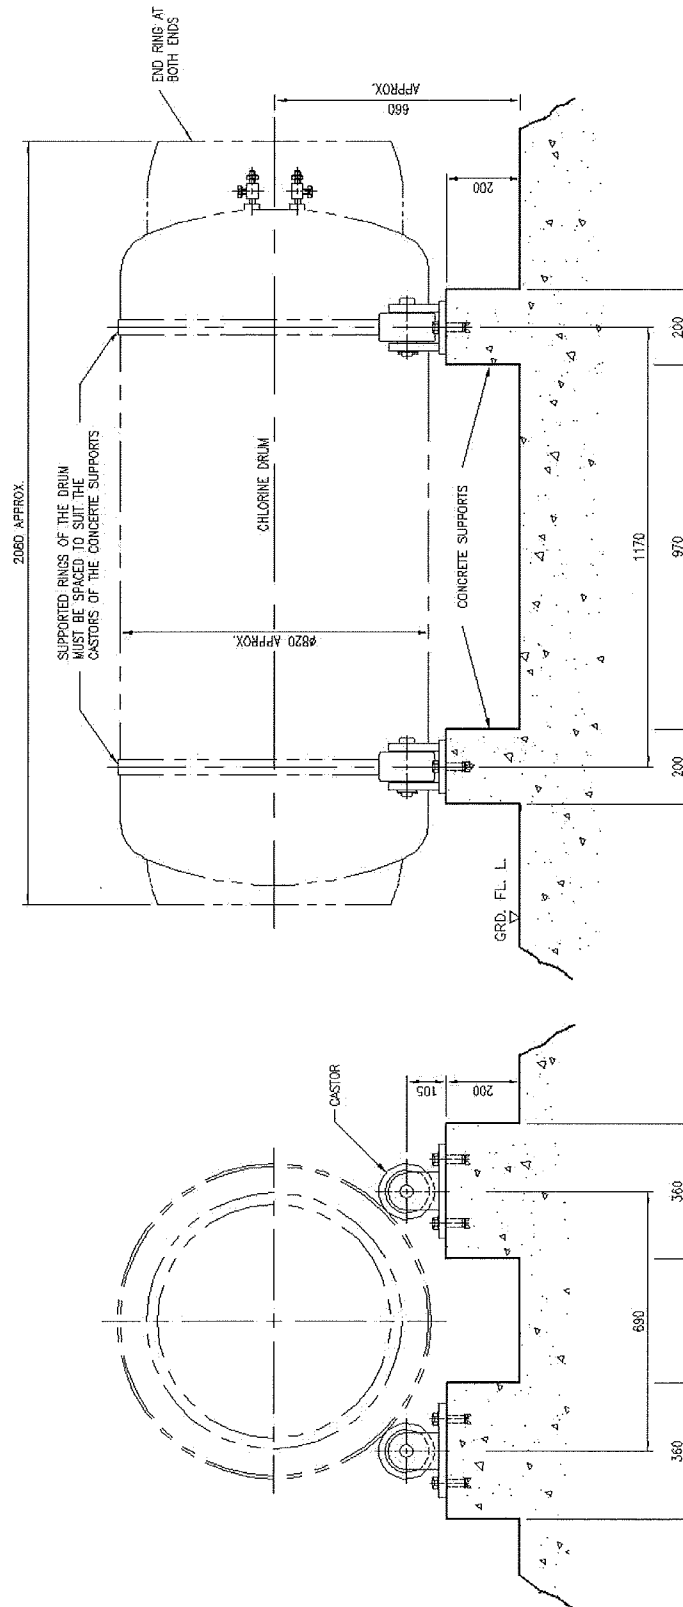 2080 APPROX.
SUPPORTED RINGS OF THE DRUM
MUST BE SPACED TO SUIT THE
CASTORS OF THE CONCERTE SUPPORTS
END RING AT
BOTH ENDS
CHLORINE DRUM
ø820 APPROX.
660
APPROX.
200
CONCRETE SUPPORTS
GRD. FL. L.
1170
200
970
200
CASTOR
105
200
690
360
360